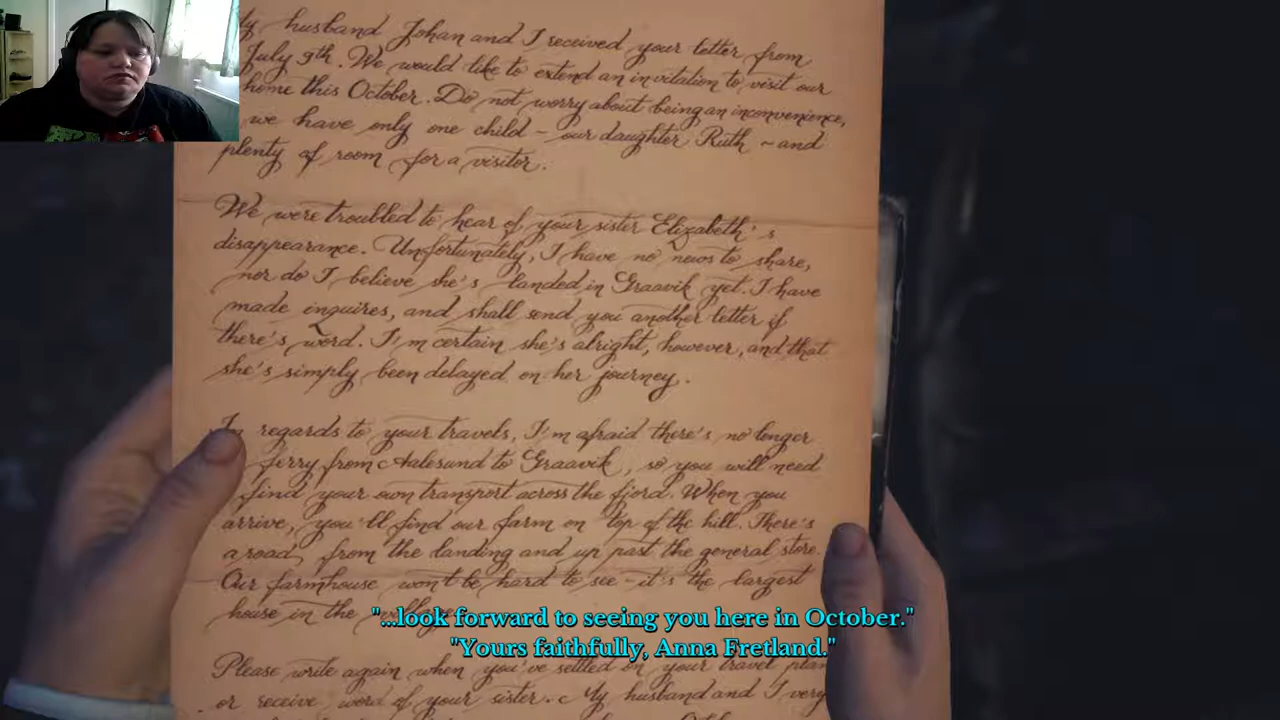 husband Johan and I received your letter from
July 9th. We would like to extend an invitation to visit our
home this October. Do not worry about being an inconvenience,
we have only one child - our daughter Ruth - and
plenty of room for a visitor.
We were troubled to hear of your sister Elizabeth's
disappearance. Unfortunately, I have no news to share,
nor do I believe she's landed in Graavik yet. I have
made inquires, and shall send you another letter if
there's word. I'm certain she's alright, however, and that
she's simply been delayed on her journey.
In regards to your travels, I'm afraid there's no longer
ferry from Aalesund to Graavik, so you will need
find your own transport across the fjord. When you
arrive, you'll find our farm on top of the hill. There's
a road from the landing and up past the general store.
Our farmhouse won't be hard to see - it's the largest
house in the
"...look forward to seeing you here in October."
"Yours faithfully, Anna Fretland."
Please write again when you've settled on your travel
or receive word of your sister. My husband and I very